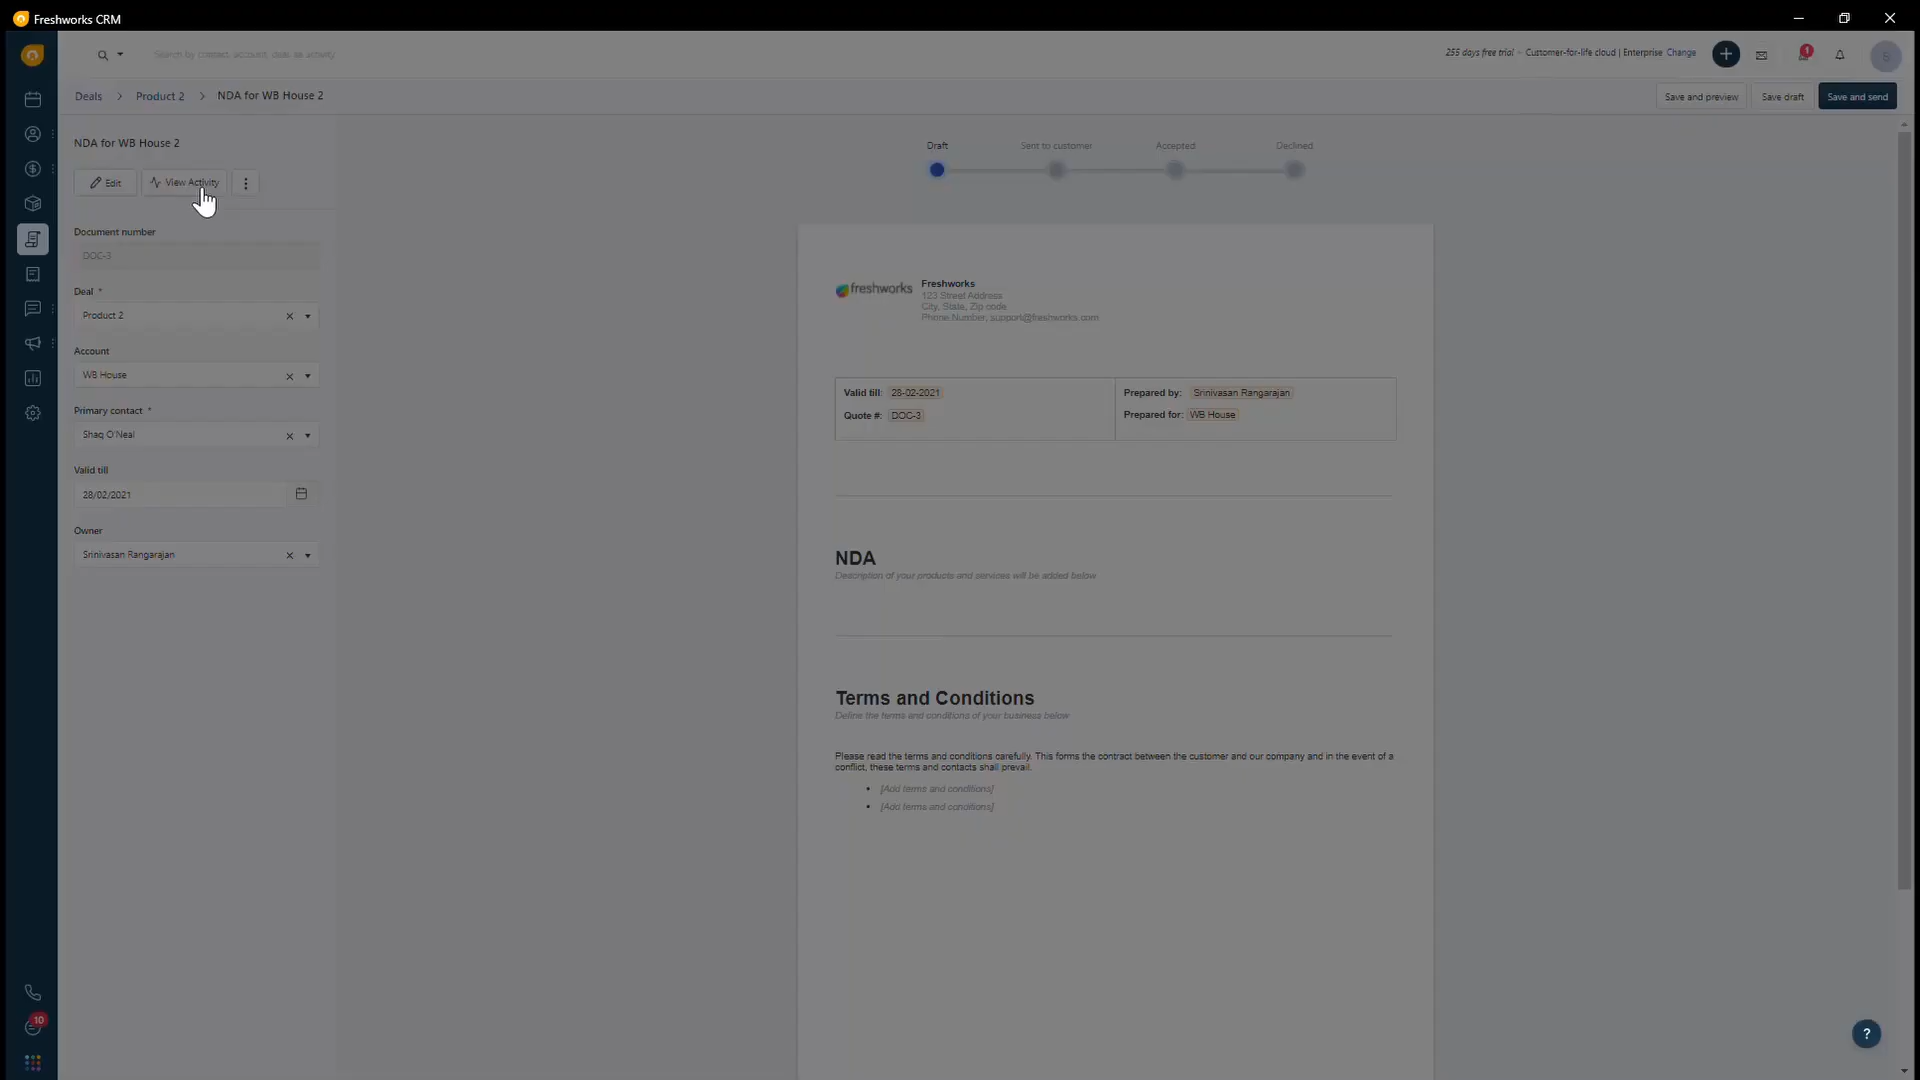 Freshworks CRM
Search by contact, account, deal as activity
255 days free trial - Customer-for-life cloud | Enterprise Change
1
S
Deals > Product 2 > NDA for WB House 2
Save and preview
Save draft
Save and send
NDA for WB House 2
Edit
View Activity
Document number
DOC-3
Deal *
Product 2
Account
WB House
Primary contact *
Shaq O'Neal
Valid till
28/02/2021
Owner
Srinivasan Rangarajan
10
Draft
Sent to customer
Accepted
Declined
freshworks
Freshworks
123 Street Address
City, State, Zip code
Phone Number, support@freshworks.com
Valid till: 28-02-2021
Quote #: DOC-3
Prepared by: Srinivasan Rangarajan
Prepared for: WB House
NDA
Description of your products and services will be added below
Terms and Conditions
Define the terms and conditions of your business below
Please read the terms and conditions carefully. This forms the contract between the customer and our company and in the event of a
conflict, these terms and contacts shall prevail.
• [Add terms and conditions]
• [Add terms and conditions]
?